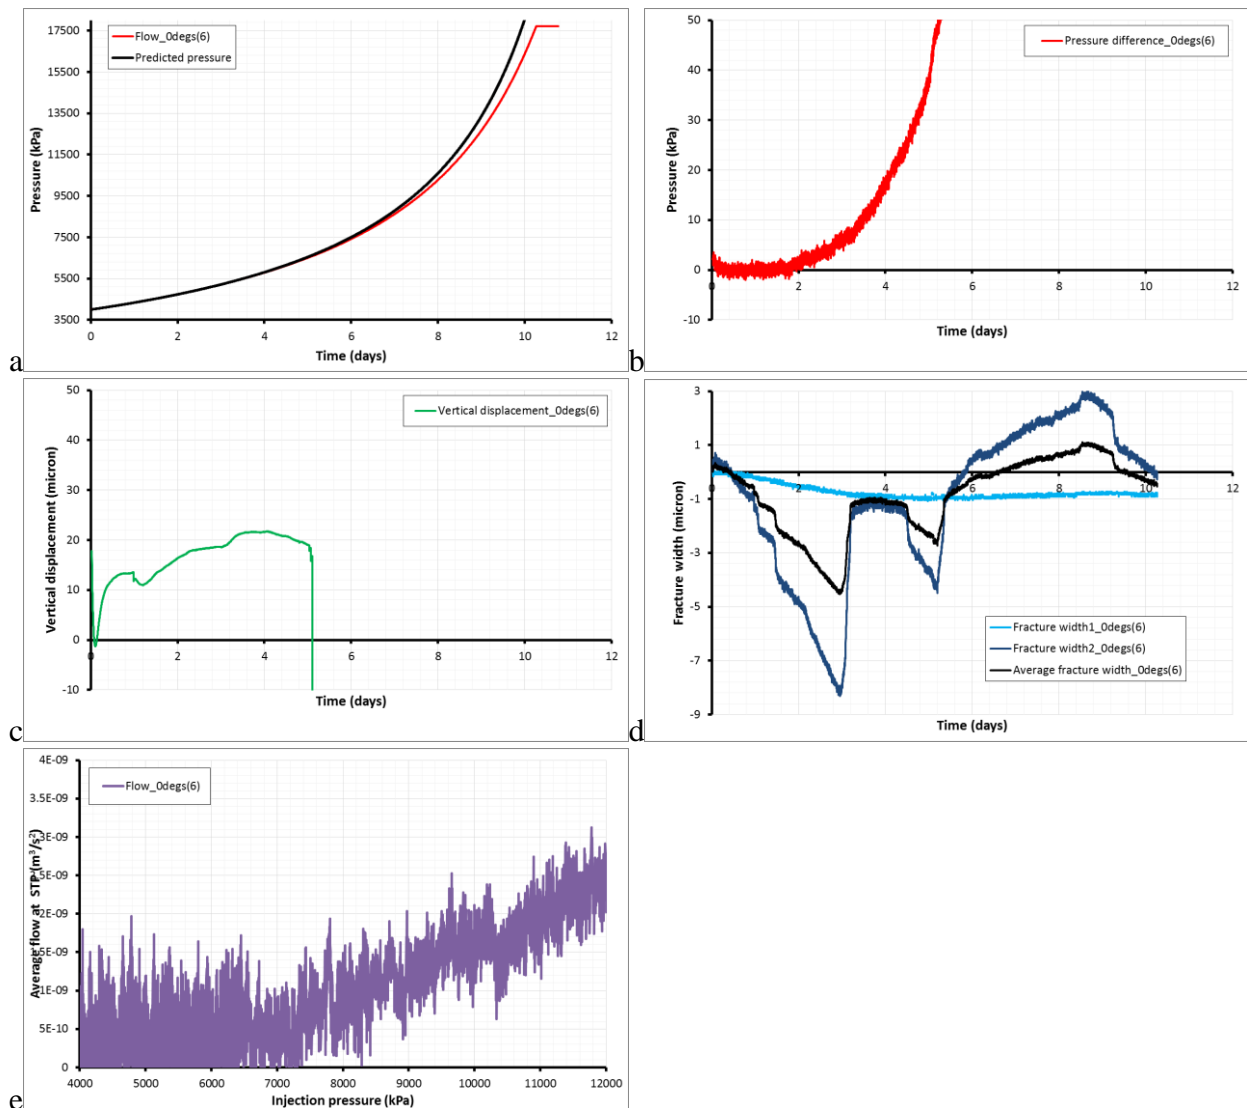 17500
15500
13500
11500
9500
7500
5500
3500
Pressure (kPa)
Flow_0degs(6)
Predicted pressure
0 2 4 6 8 10 12
Time (days)
a
50
40
30
20
10
0
-10
Pressure (kPa)
Pressure difference_0degs(6)
0 2 4 6 8 10 12
Time (days)
b
50
40
30
20
10
0
-10
Vertical displacement (micron)
Vertical displacement_0degs(6)
0 2 4 6 8 10 12
Time (days)
c
3
1
-1
-3
-5
-7
-9
Fracture width (micron)
0 2 4 6 8 10 12
Fracture width1_0degs(6)
Fracture width2_0degs(6)
Average fracture width_0degs(6)
Time (days)
d
4E-09
3.5E-09
3E-09
2.5E-09
2E-09
1.5E-09
1E-09
5E-10
0
Average flow at STP (m³/s²)
Flow_0degs(6)
4000 5000 6000 7000 8000 9000 10000 11000 12000
Injection pressure (kPa)
e